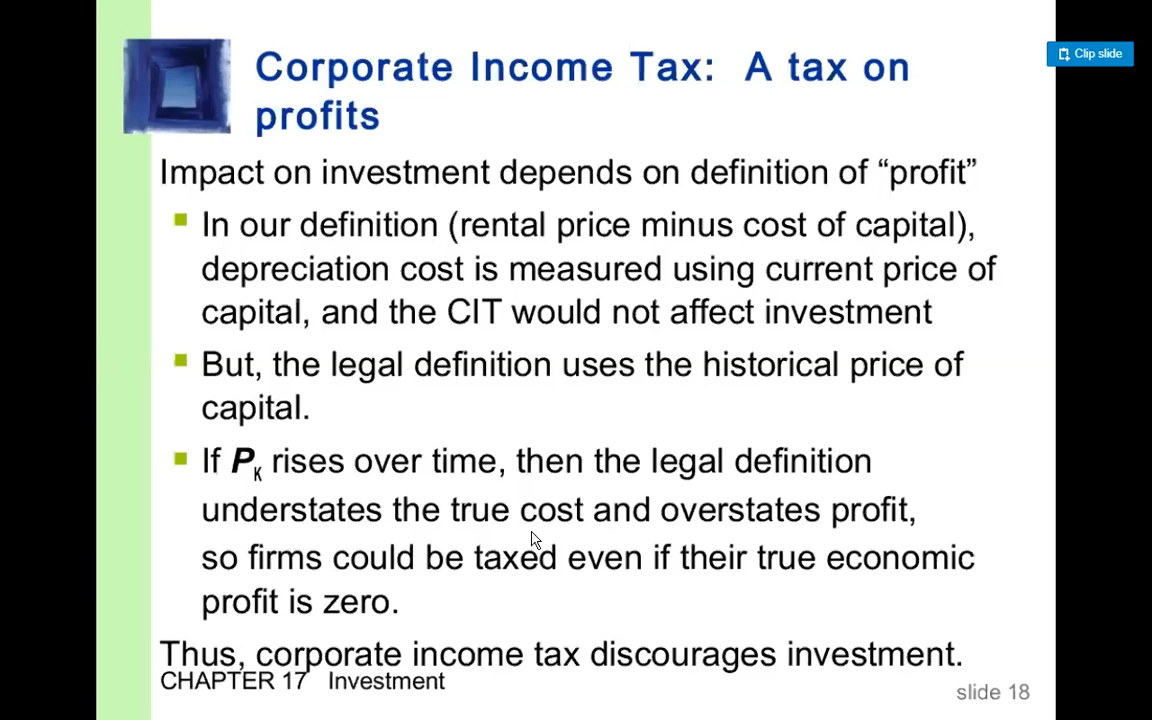 Clip slide
Corporate Income Tax: A tax on
profits
Impact on investment depends on definition of “profit”
In our definition (rental price minus cost of capital),
depreciation cost is measured using current price of
capital, and the CIT would not affect investment
But, the legal definition uses the historical price of
capital.
If PK rises over time, then the legal definition
understates the true cost and overstates profit,
so firms could be taxed even if their true economic
profit is zero.
Thus, corporate income tax discourages investment.
CHAPTER 17 Investment
slide 18